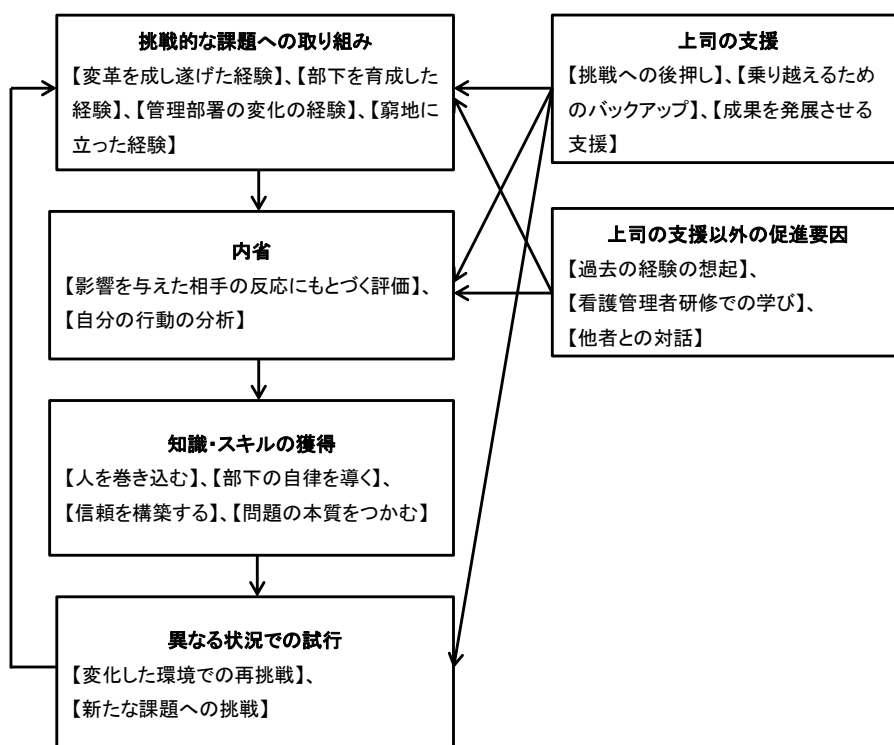 挑戦的な課題への取り組み
【変革を成し遂げた経験】、【部下を育成した
経験】、【管理部署の変化の経験】、【窮地に
立った経験】
上司の支援
【挑戦への後押し】、【乗り越えるため
のバックアップ】、【成果を発展させる
支援】
内省
【影響を与えた相手の反応にもとづく評価】、
【自分の行動の分析】
上司の支援以外の促進要因
【過去の経験の想起】、
【看護管理者研修での学び】、
【他者との対話】
知識・スキルの獲得
【人を巻き込む】、【部下の自律を導く】、
【信頼を構築する】、【問題の本質をつかむ】
異なる状況での試行
【変化した環境での再挑戦】、
【新たな課題への挑戦】